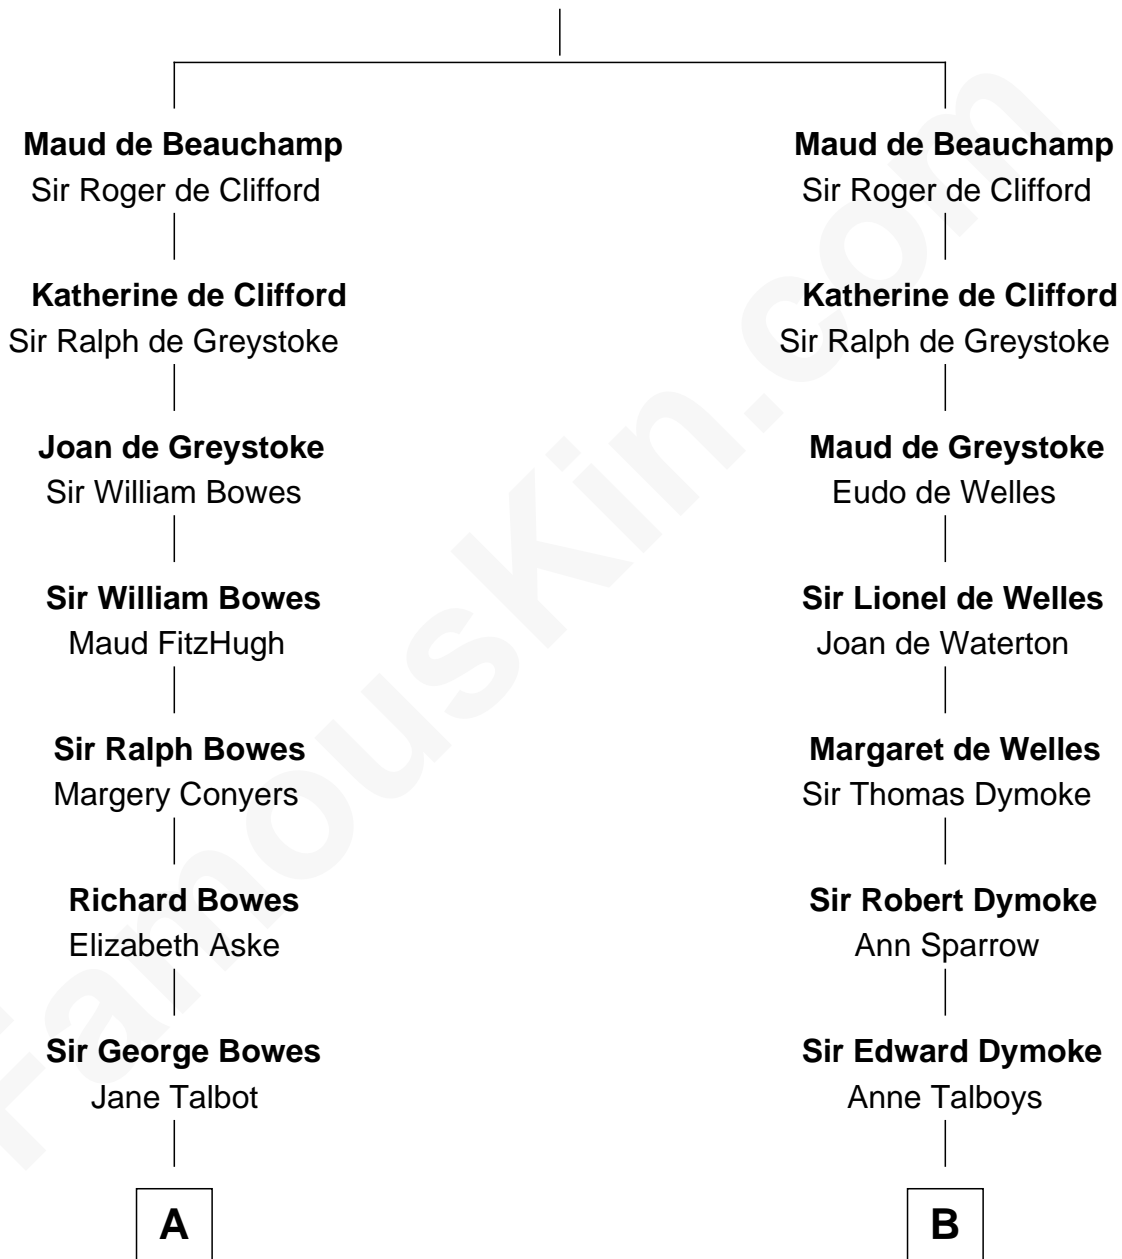 Maud de Beauchamp
Sir Roger de Clifford
Katherine de Clifford
Sir Ralph de Greystoke
Joan de Greystoke
Sir William Bowes
Sir William Bowes
Maud FitzHugh
Sir Ralph Bowes
Margery Conyers
Richard Bowes
Elizabeth Aske
Sir George Bowes
Jane Talbot
A
Maud de Beauchamp
Sir Roger de Clifford
Katherine de Clifford
Sir Ralph de Greystoke
Maud de Greystoke
Eudo de Welles
Sir Lionel de Welles
Joan de Waterton
Margaret de Welles
Sir Thomas Dymoke
Sir Robert Dymoke
Ann Sparrow
Sir Edward Dymoke
Anne Talboys
B
FamousKin.com